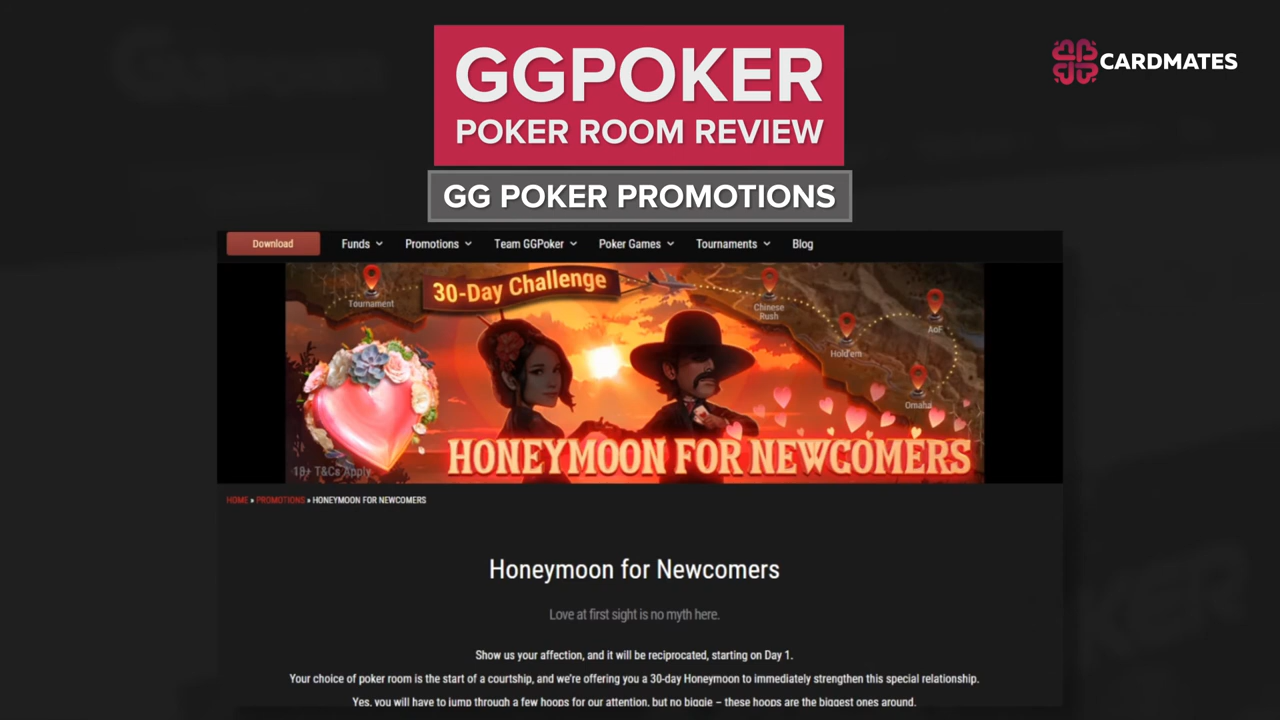 GGPOKER
POKER ROOM REVIEW
CARDMATES
GG POKER PROMOTIONS
Download Funds Promotions Team GGPoker Poker Games Tournaments Blog
30-Day Challenge
Tournament
Chinese
Rush
Hold'em
AoF
Omaha
HONEYMOON FOR NEWCOMERS
18+ T&Cs Apply
HOME » PROMOTIONS » HONEYMOON FOR NEWCOMERS
Honeymoon for Newcomers
Love at first sight is no myth here.
Show us your affection, and it will be reciprocated, starting on Day 1.
Your choice of poker room is the start of a courtship, and we're offering you a 30-day Honeymoon to immediately strengthen this special relationship.
Yes, you will have to jump through a few hoops for our attention, but no biggie – these hoops are the biggest ones around.